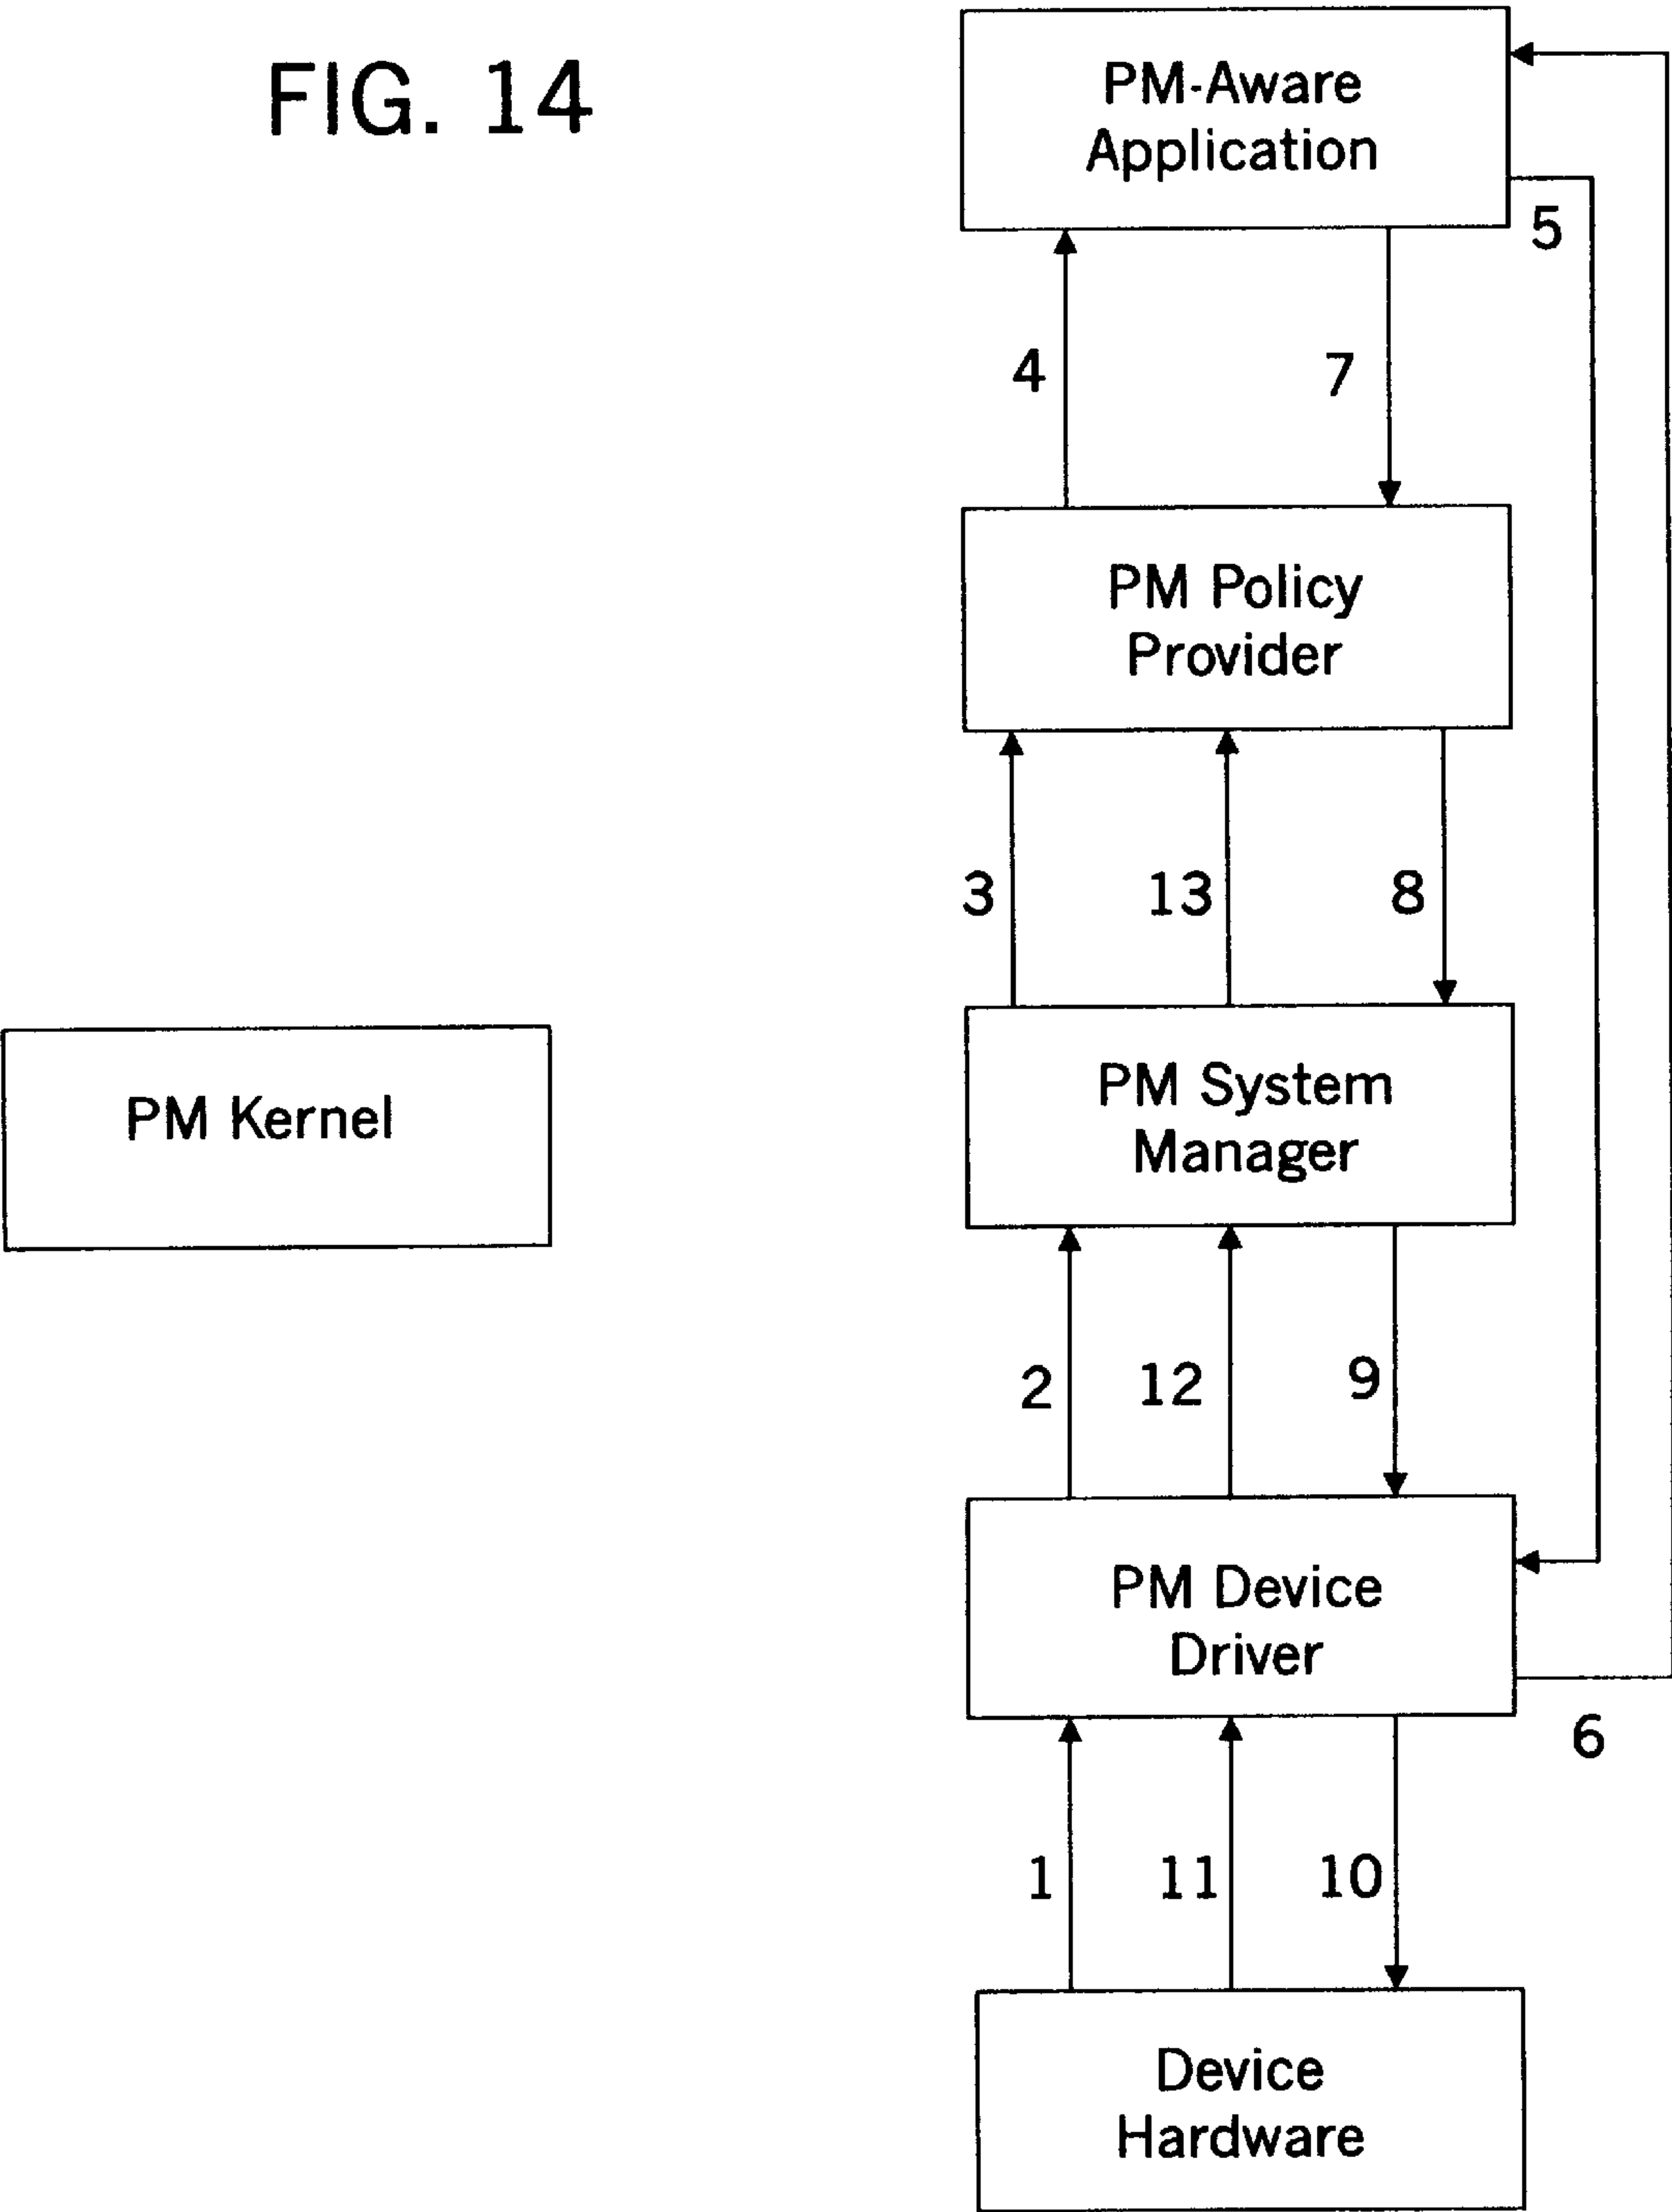 FIG. 14
PM-Aware
Application
5
4
7
PM Policy
Provider
3
13
8
PM Kernel
PM System
Manager
2
12
9
PM Device
Driver
6
1
11
10
Device
Hardware